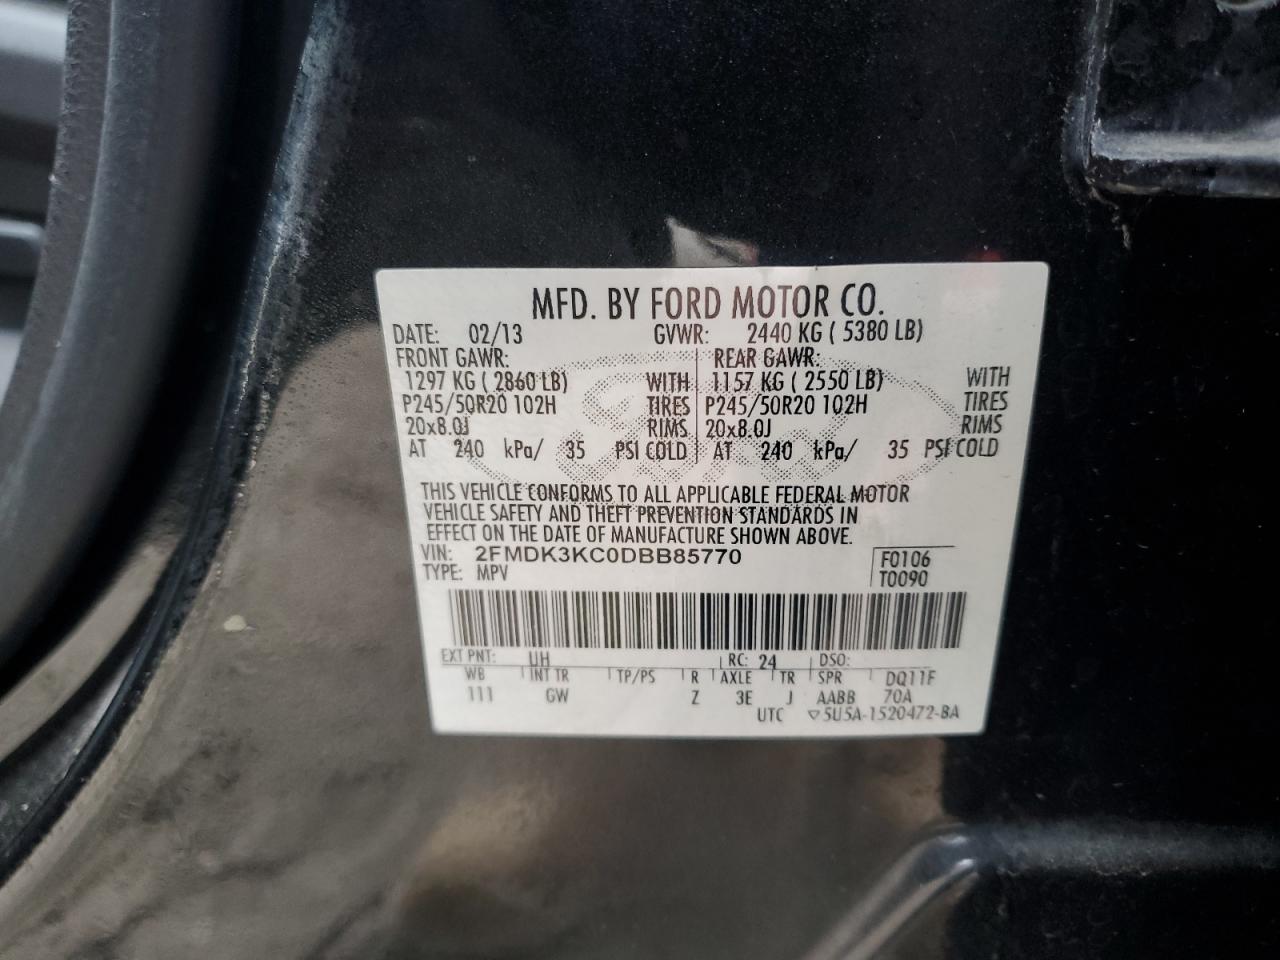 MFD. BY FORD MOTOR CO.
DATE: 02/13 GVWR: 2440 KG ( 5380 LB)
FRONT GAWR: REAR GAWR:
1297 KG ( 2860 LB) WITH 1157 KG ( 2550 LB) WITH
P245/50R20 102H TIRES P245/50R20 102H TIRES
20x8.0J RIMS 20x8.0J RIMS
AT 240 kPa/ 35 PSI COLD AT 240 kPa/ 35 PSI COLD
THIS VEHICLE CONFORMS TO ALL APPLICABLE FEDERAL MOTOR
VEHICLE SAFETY AND THEFT PREVENTION STANDARDS IN
EFFECT ON THE DATE OF MANUFACTURE SHOWN ABOVE.
VIN: 2FMDK3KC0DBB85770 F0106
TYPE: MPV T0090
EXT PNT: UH RC: 24 DSO:
WB INT TR TP/PS R AXLE TR SPR DQ11F
111 GW Z 3E J AABB 70A
UTC ▽5U5A-1520472-BA